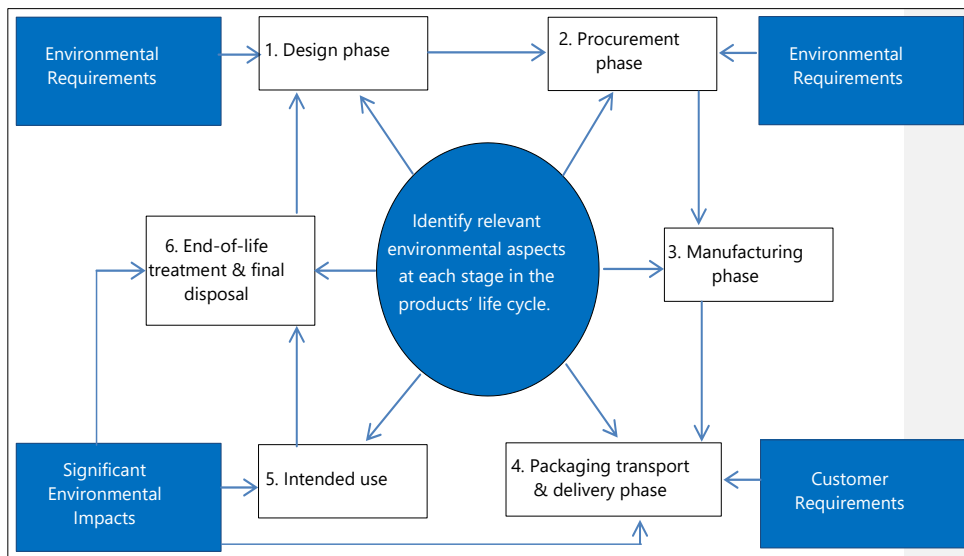 Environmental
Requirements
1. Design phase
2. Procurement
phase
Environmental
Requirements
Identify relevant
environmental aspects
at each stage in the
products' life cycle.
6. End-of-life
treatment & final
disposal
3. Manufacturing
phase
Significant
Environmental
Impacts
5. Intended use
4. Packaging transport
& delivery phase
Customer
Requirements